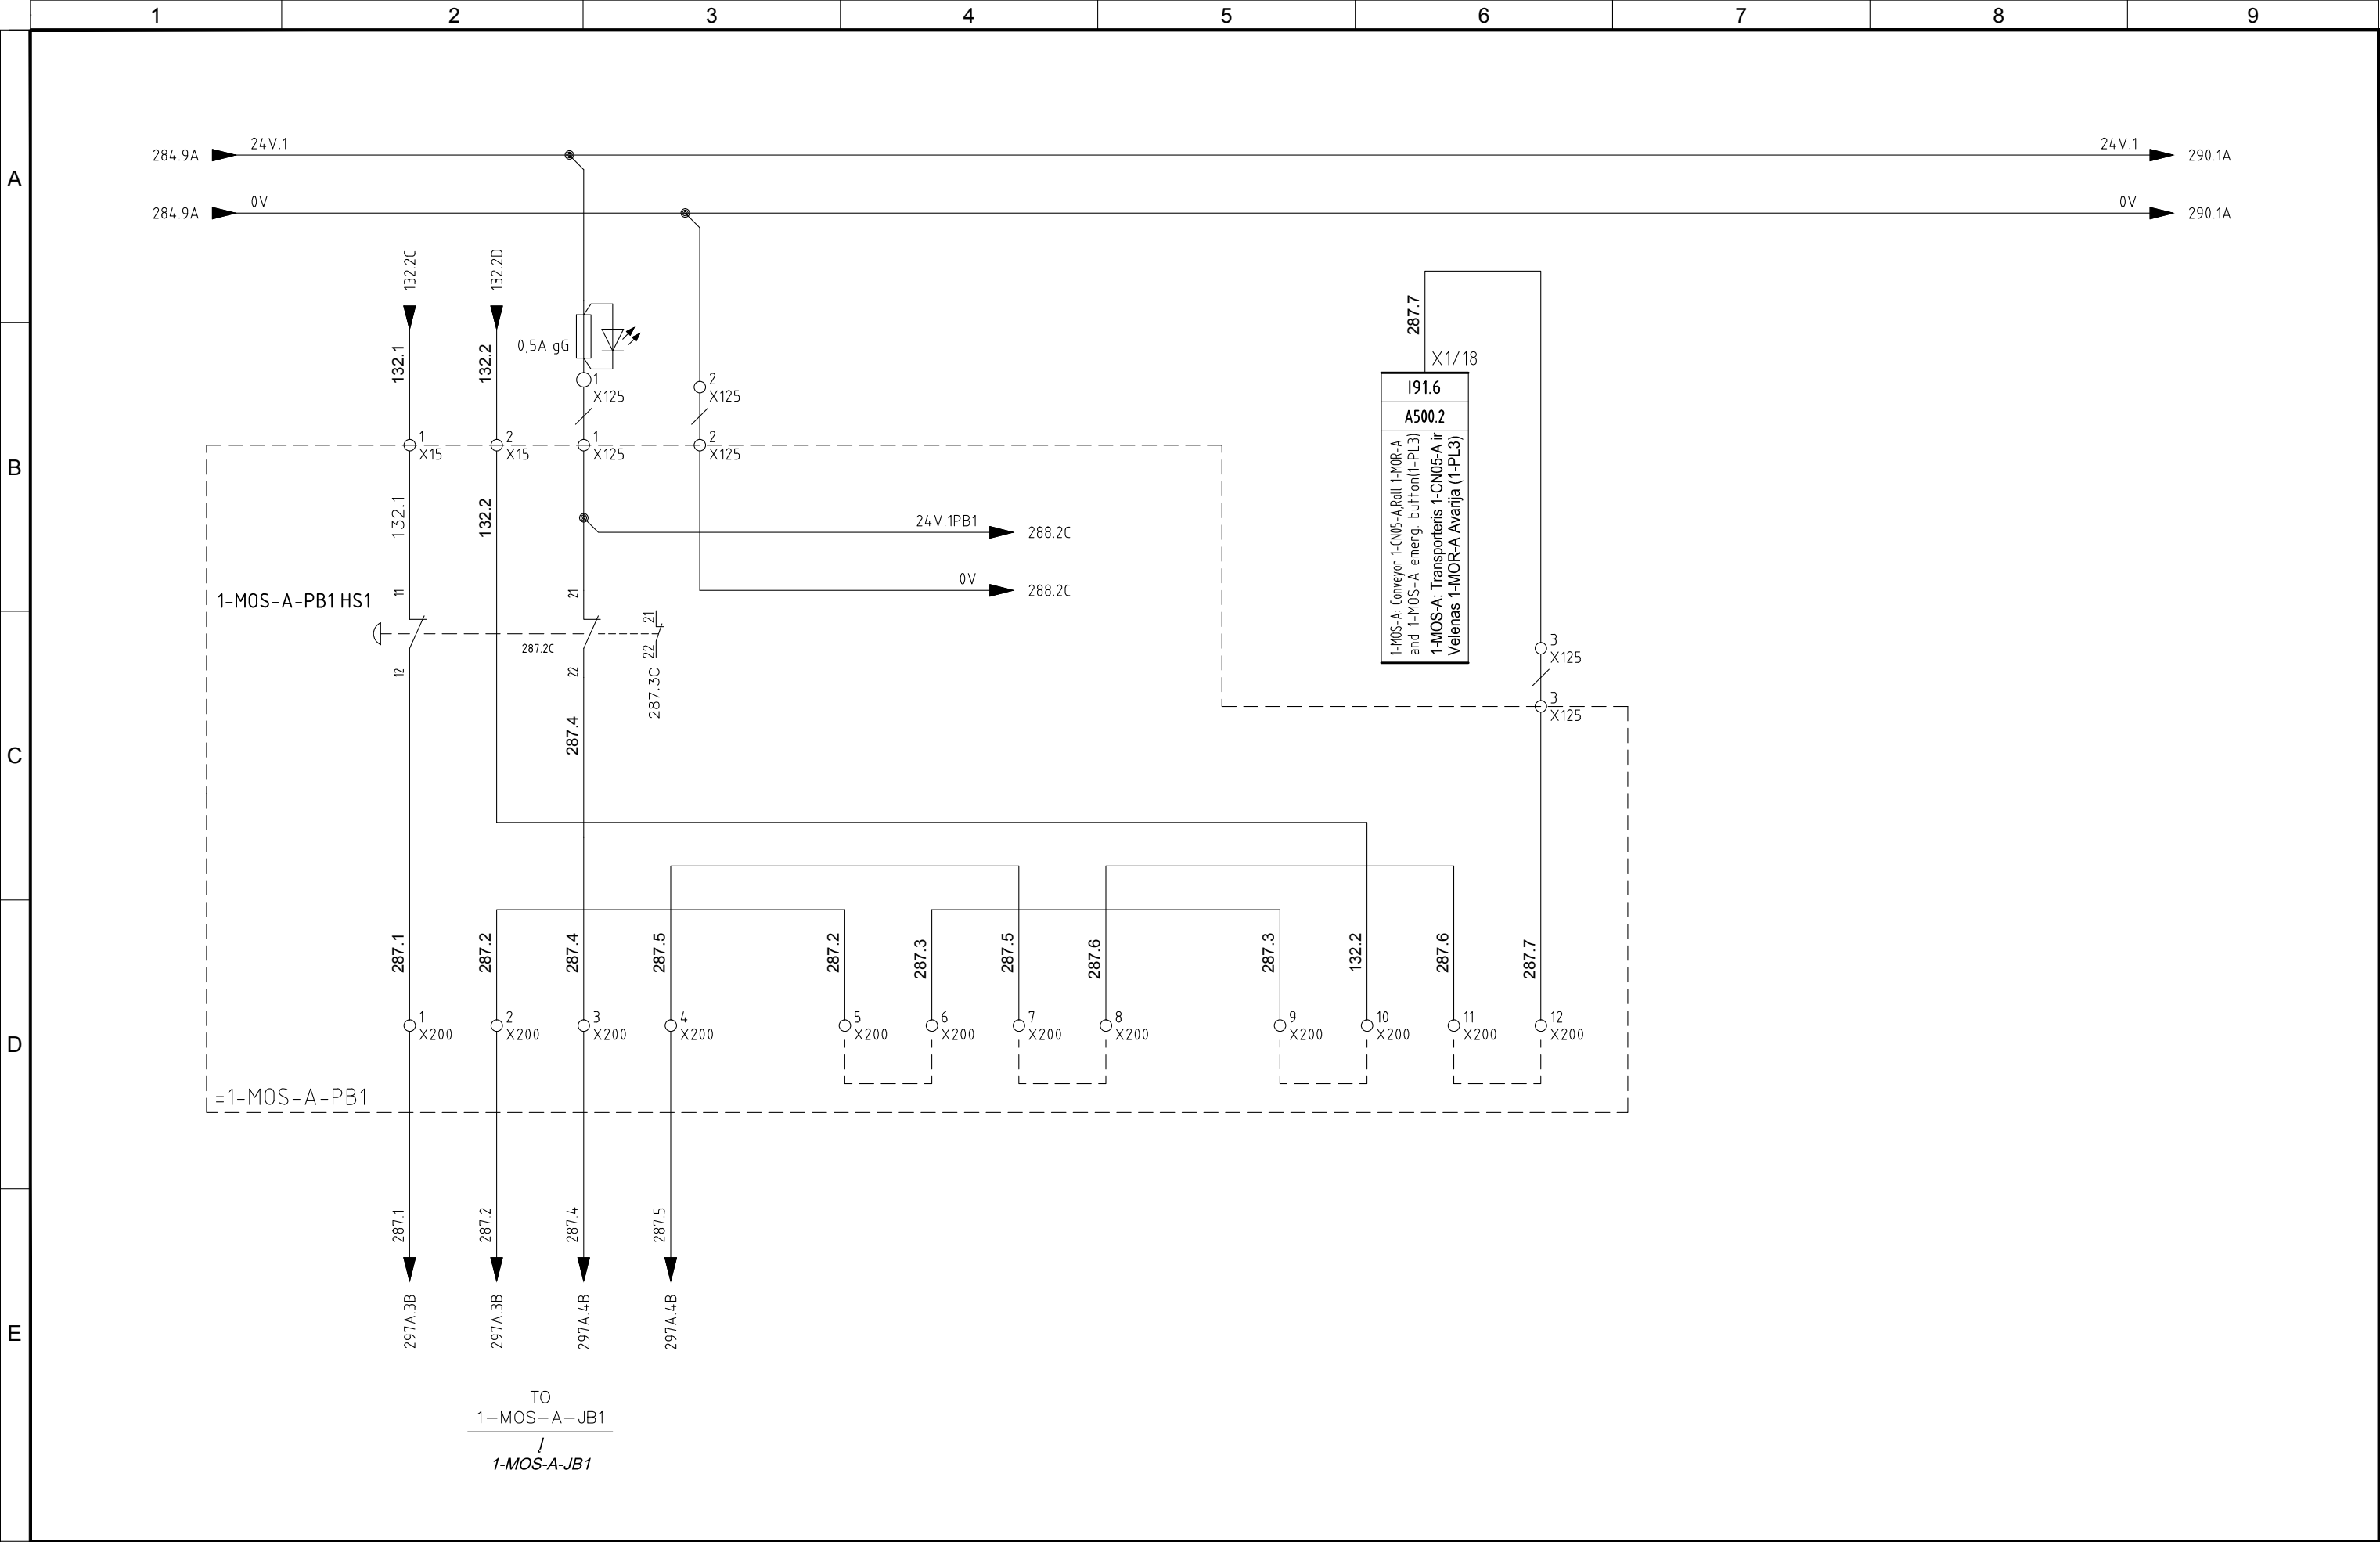 1 2 3 4 5 6 7 8 9
A
B
C
D
E
284.9A 24V.1 24V.1 290.1A
284.9A 0V 0V 290.1A
132.2C 132.2D
287.7
132.1 132.2 0,5A gG
X1/18
1 X125
2 X125
I91.6
A500.2
1-MOS-A: Conveyor 1-CN05-A,Roll 1-MOR-A
and 1-MOS-A emerg. button(1-PL3)
1-MOS-A: Transporteris 1-CN05-A ir
Velenas 1-MOR-A Avarija (1-PL3)
1 X15
2 X15
1 X125
2 X125
132.1 132.2
24V.1PB1 288.2C
0V 288.2C
1-MOS-A-PB1 HS1
11 21 21
287.2C
12 22 22
287.3C
3 X125
3 X125
287.4
287.1 287.2 287.4 287.5 287.2 287.3 287.5 287.6 287.3 132.2 287.6 287.7
1 2 3 4 5 6 7 8 9 10 11 12
X200 X200 X200 X200 X200 X200 X200 X200 X200 X200 X200 X200
=1-MOS-A-PB1
287.1 287.2 287.4 287.5
297A.3B 297A.3B 297A.4B 297A.4B
TO
1-MOS-A-JB1
Į
1-MOS-A-JB1